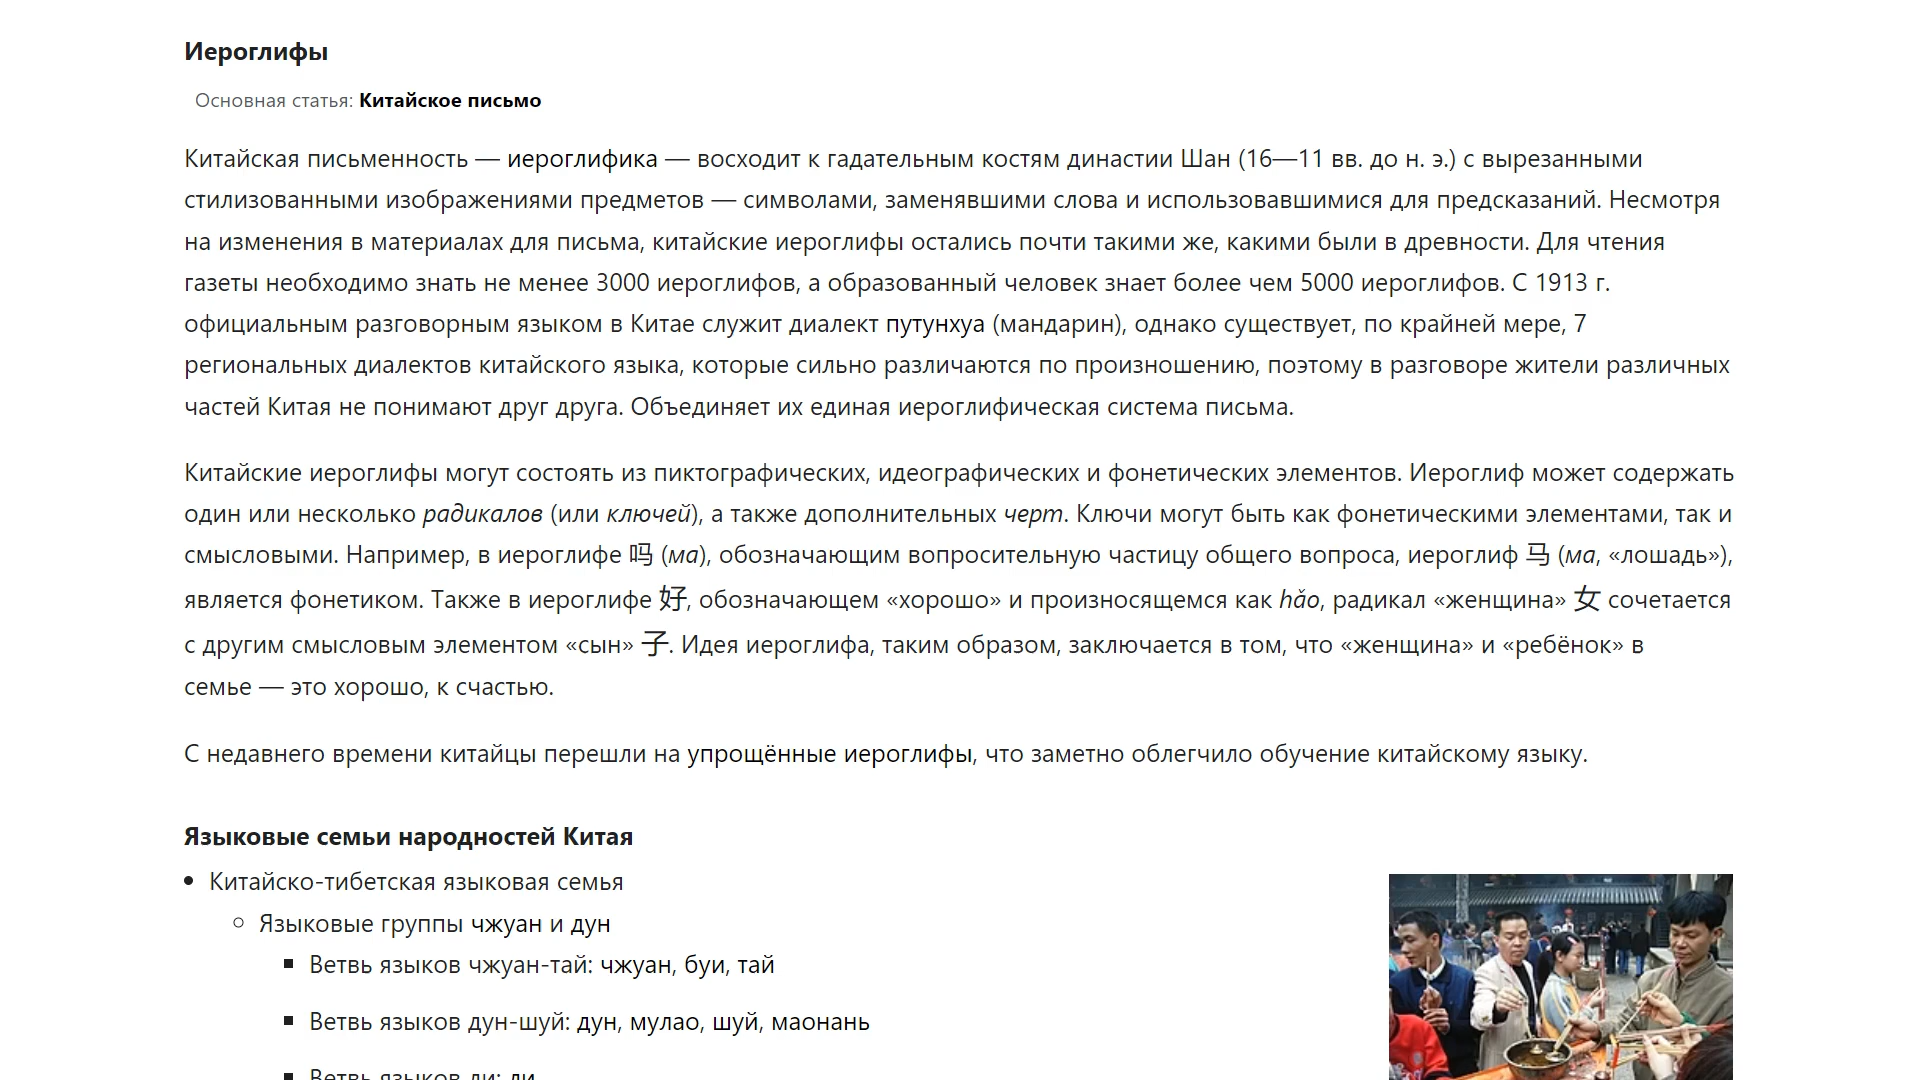 Иероглифы
Основная статья: Китайское письмо
Китайская письменность — иероглифика — восходит к гадательным костям династии Шан (16—11 вв. до н. э.) с вырезанными
стилизованными изображениями предметов — символами, заменявшими слова и использовавшимися для предсказаний. Несмотря
на изменения в материалах для письма, китайские иероглифы остались почти такими же, какими были в древности. Для чтения
газеты необходимо знать не менее 3000 иероглифов, а образованный человек знает более чем 5000 иероглифов. С 1913 г.
официальным разговорным языком в Китае служит диалект путунхуа (мандарин), однако существует, по крайней мере, 7
региональных диалектов китайского языка, которые сильно различаются по произношению, поэтому в разговоре жители различных
частей Китая не понимают друг друга. Объединяет их единая иероглифическая система письма.
Китайские иероглифы могут состоять из пиктографических, идеографических и фонетических элементов. Иероглиф может содержать
один или несколько радикалов (или ключей), а также дополнительных черт. Ключи могут быть как фонетическими элементами, так и
смысловыми. Например, в иероглифе 吗 (ма), обозначающим вопросительную частицу общего вопроса, иероглиф 马 (ма, «лошадь»),
является фонетиком. Также в иероглифе 好, обозначающем «хорошо» и произносящемся как hǎo, радикал «женщина» 女 сочетается
с другим смысловым элементом «сын» 子. Идея иероглифа, таким образом, заключается в том, что «женщина» и «ребёнок» в
семье — это хорошо, к счастью.
С недавнего времени китайцы перешли на упрощённые иероглифы, что заметно облегчило обучение китайскому языку.
Языковые семьи народностей Китая
Китайско-тибетская языковая семья
Языковые группы чжуан и дун
Ветвь языков чжуан-тай: чжуан, буи, тай
Ветвь языков дун-шуй: дун, мулао, шуй, маонань
Ветвь языков ли: ли